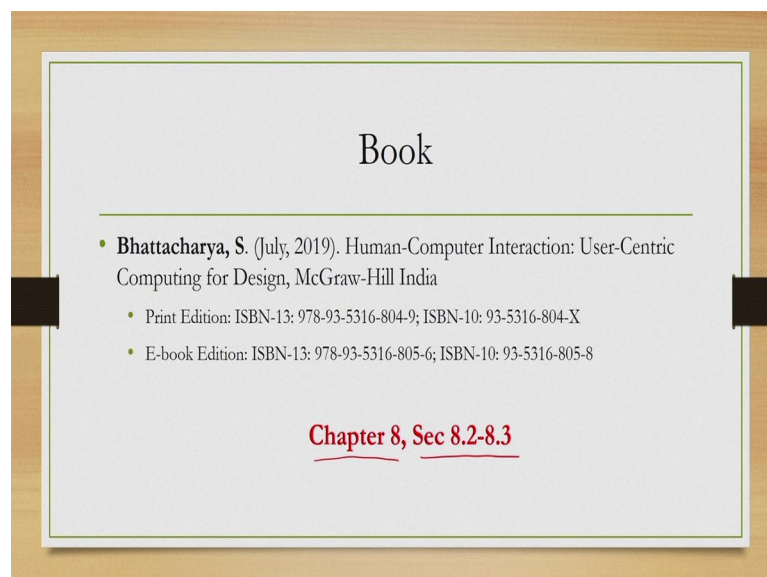 Book
Bhattacharya, S. (July, 2019). Human-Computer Interaction: User-Centric
Computing for Design, McGraw-Hill India
Print Edition: ISBN-13: 978-93-5316-804-9; ISBN-10: 93-5316-804-X
E-book Edition: ISBN-13: 978-93-5316-805-6; ISBN-10: 93-5316-805-8
Chapter 8, Sec 8.2-8.3